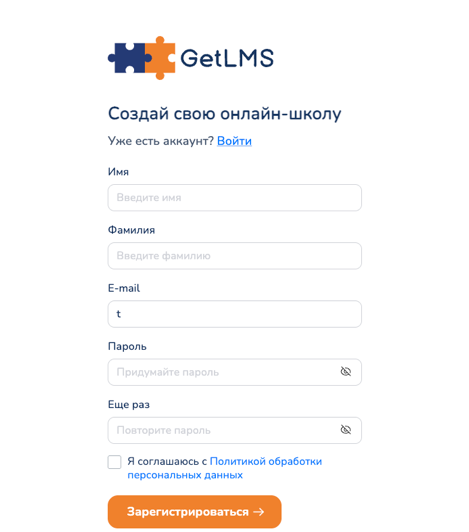 GetLMS
Создай свою онлайн-школу
Уже есть аккаунт? Войти
Имя
Введите имя
Фамилия
Введите фамилию
E-mail
t
Пароль
Придумайте пароль
Еще раз
Повторите пароль
Я соглашаюсь с Политикой обработки
персональных данных
Зарегистрироваться →